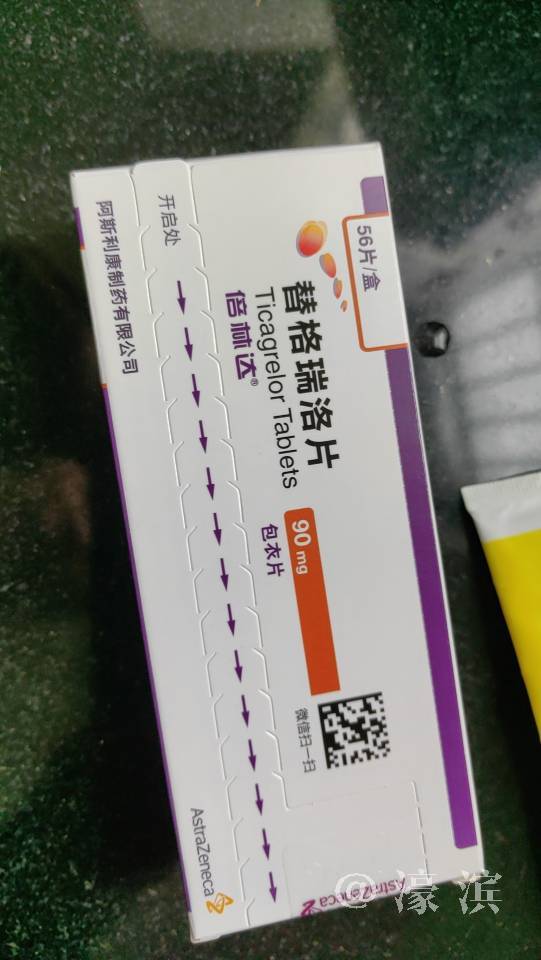 56片/盒
替格瑞洛片
Ticagrelor Tablets
倍林达®
90 mg
包衣片
微信扫一扫
开启处
阿斯利康制药有限公司
AstraZeneca
AstraZeneca
@濠滨